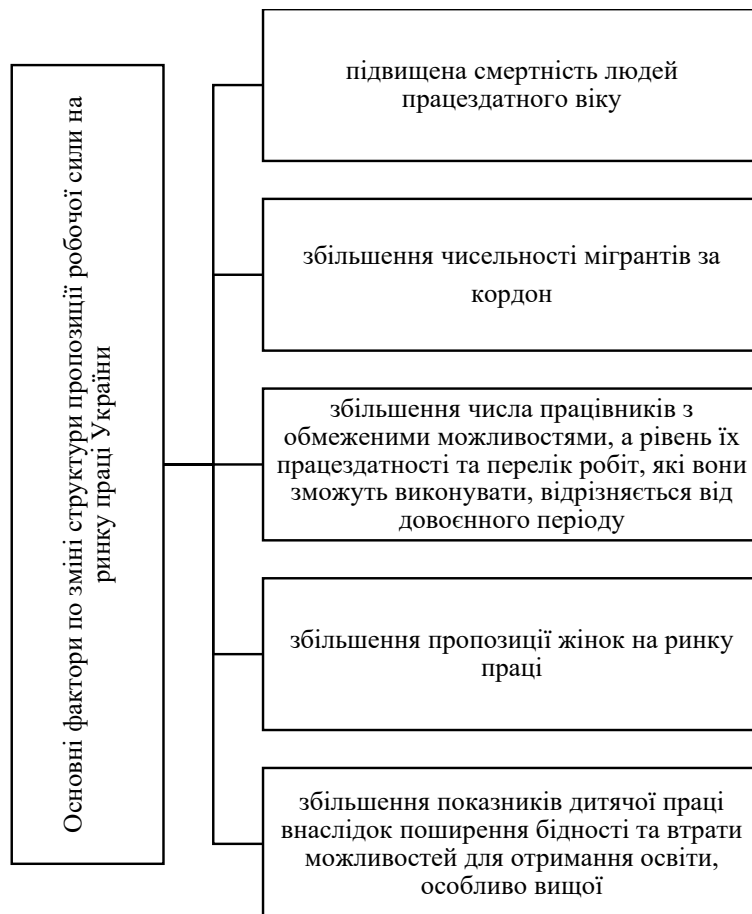 Основні фактори по зміні структури пропозиції робочої сили на
ринку праці України
підвищена смертність людей
працездатного віку
збільшення чисельності мігрантів за
кордон
збільшення числа працівників з
обмеженими можливостями, а рівень їх
працездатності та перелік робіт, які вони
зможуть виконувати, відрізняється від
довоєнного періоду
збільшення пропозиції жінок на ринку
праці
збільшення показників дитячої праці
внаслідок поширення бідності та втрати
можливостей для отримання освіти,
особливо вищої